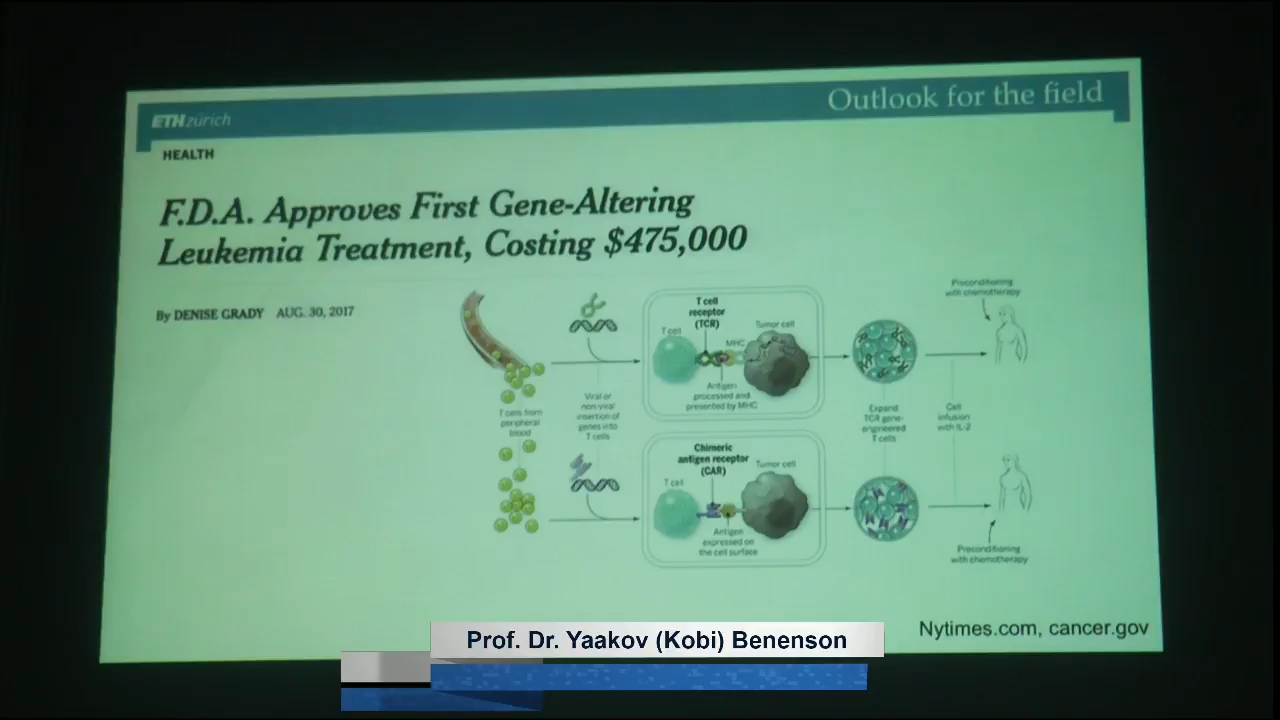 Outlook for the field
ETH zürich
HEALTH
F.D.A. Approves First Gene-Altering
Leukemia Treatment, Costing $475,000
By DENISE GRADY AUG. 30, 2017
T cells from
peripheral
blood
Viral or
non-viral
insertion of
genes into
T cells
T cell
receptor
(TCR)
T cell
Tumor cell
MHC
Antigen
processed and
presented by MHC
Chimeric
antigen receptor
(CAR)
T cell
Tumor cell
Antigen
expressed on
the cell surface
Expand
TCR gene-
engineered
T cells
Cell
infusion
with IL-2
Preconditioning
with chemotherapy
Preconditioning
with chemotherapy
Nytimes.com, cancer.gov
Prof. Dr. Yaakov (Kobi) Benenson